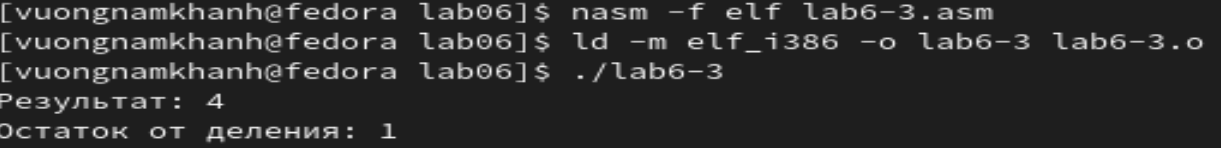 [vuongnamkhanh@fedora lab06]$ nasm -f elf lab6-3.asm
[vuongnamkhanh@fedora lab06]$ ld -m elf_i386 -o lab6-3 lab6-3.o
[vuongnamkhanh@fedora lab06]$ ./lab6-3
Результат: 4
Остаток от деления: 1